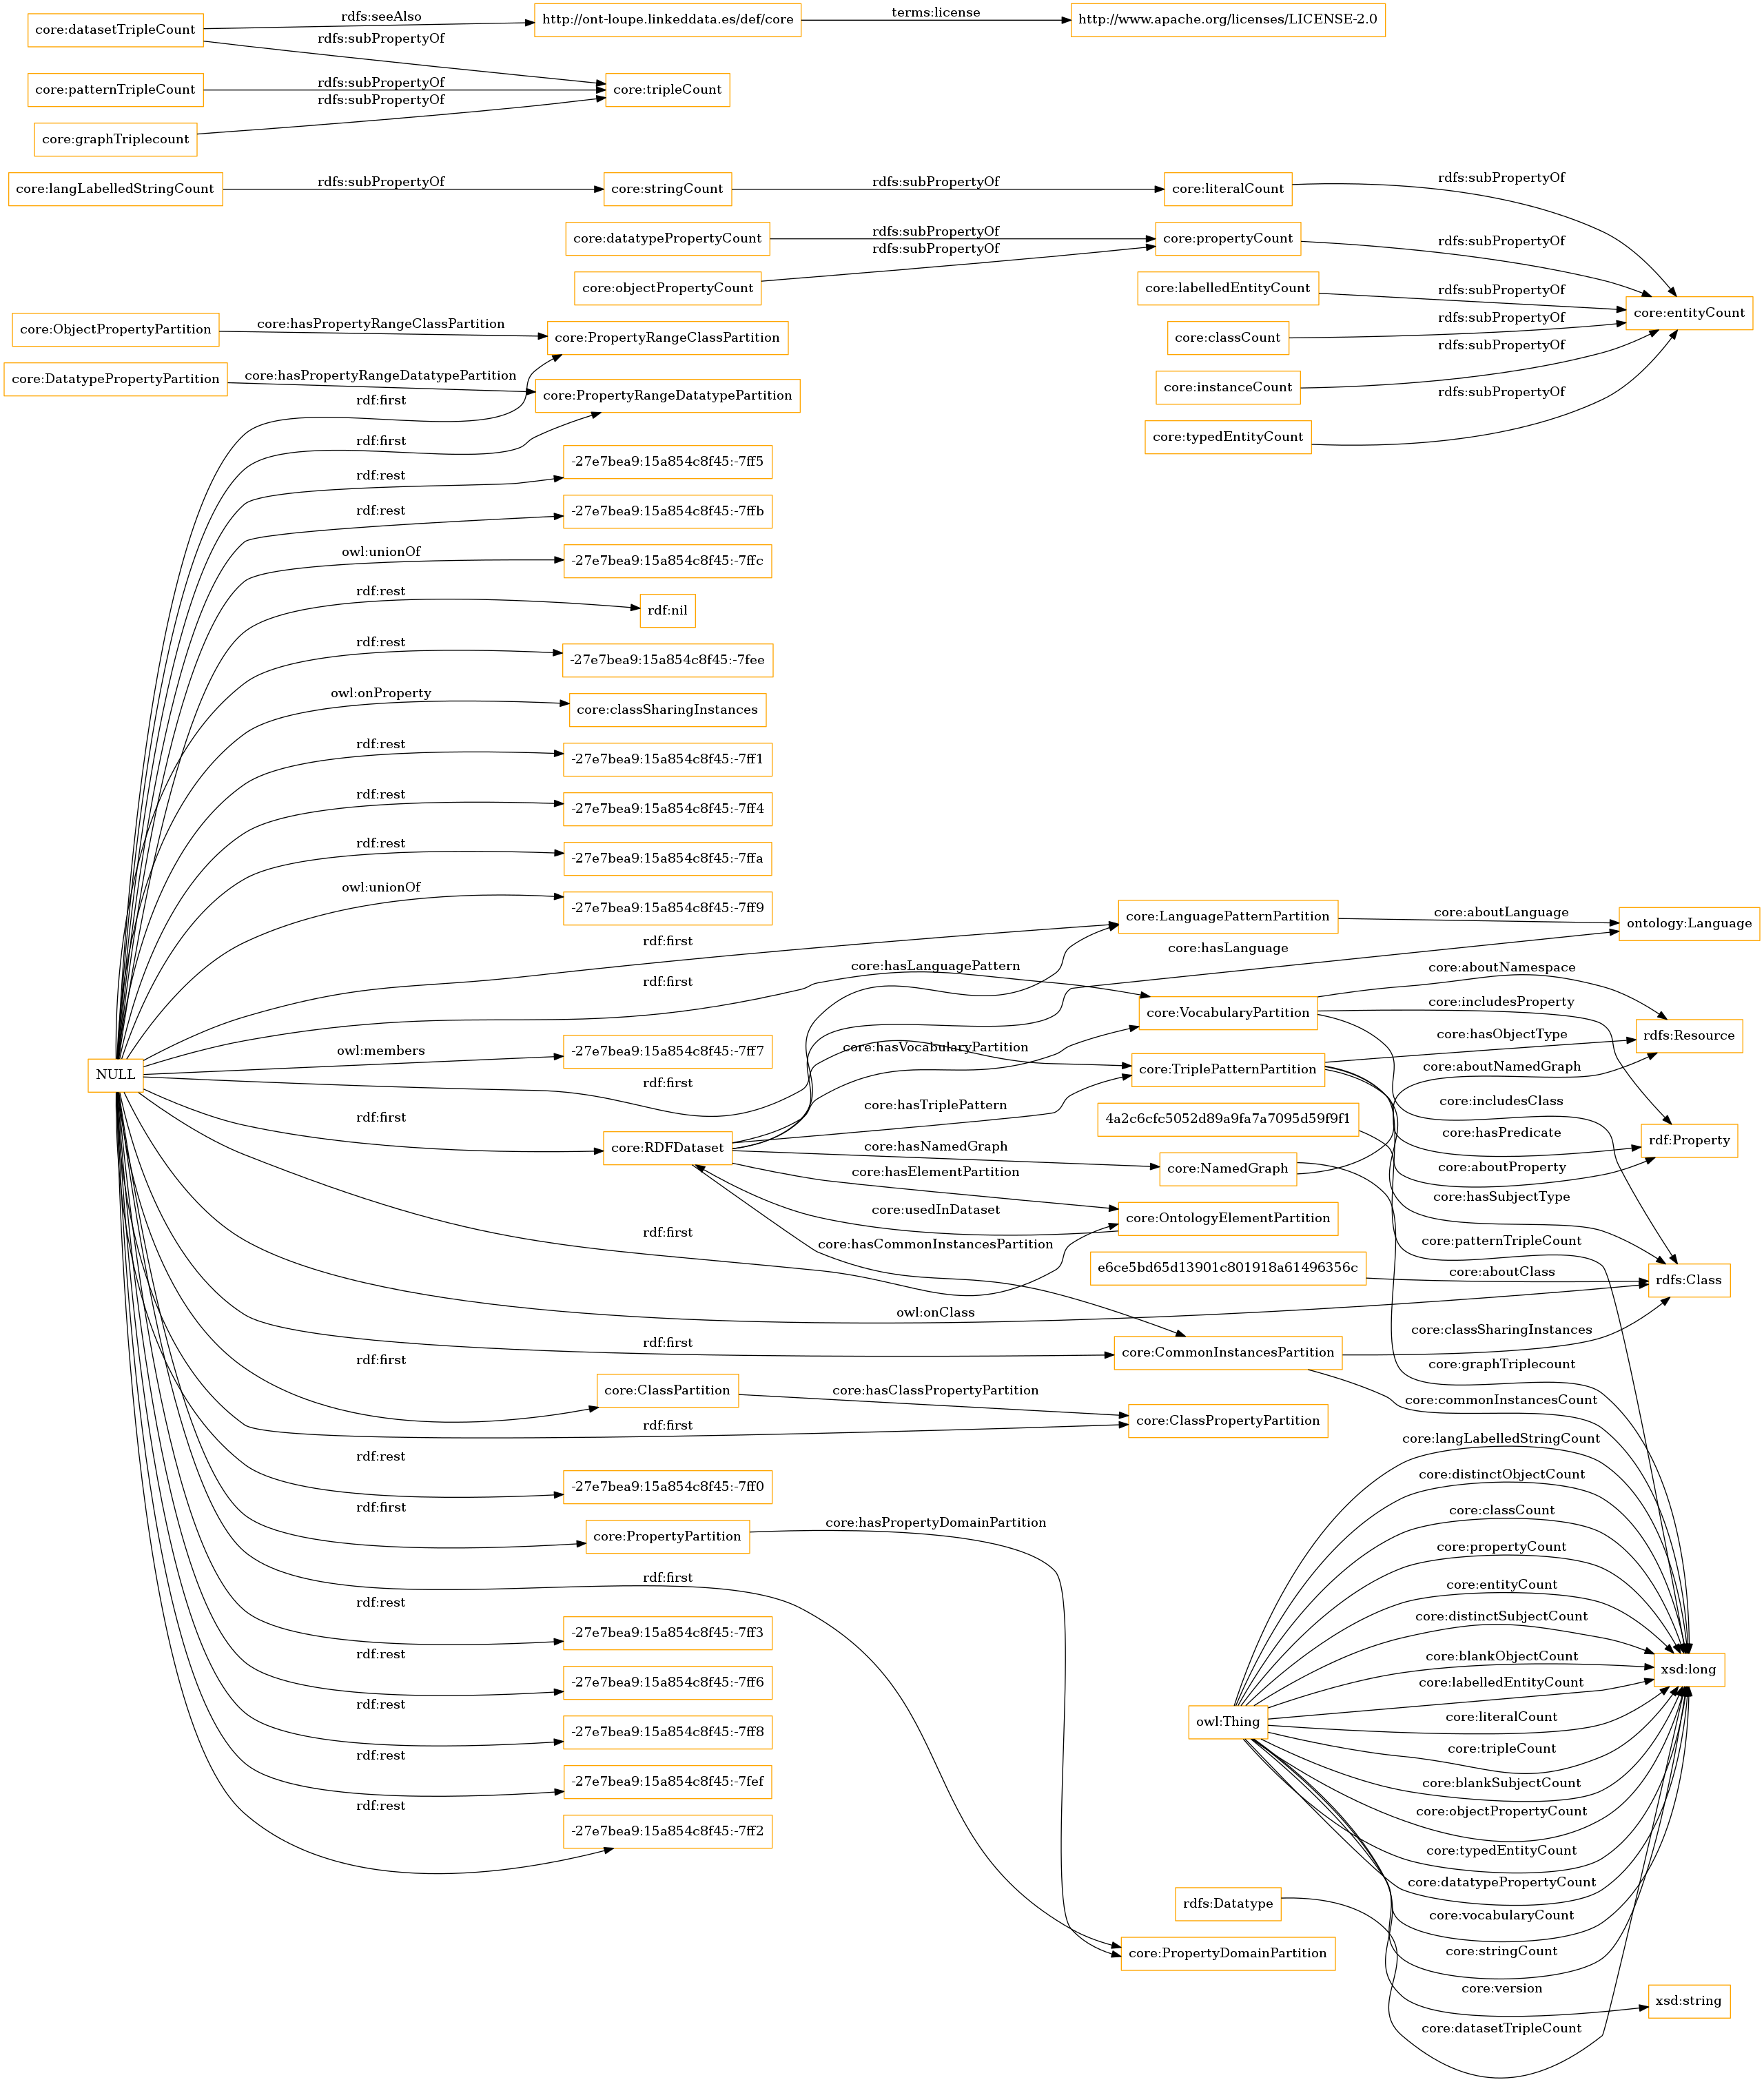 core:datasetTripleCount
rdfs:seeAlso
http://ont-loupe.linkeddata.es/def/core
terms:license
http://www.apache.org/licenses/LICENSE-2.0
rdfs:subPropertyOf
core:patternTripleCount
rdfs:subPropertyOf
core:tripleCount
rdfs:subPropertyOf
core:graphTriplecount
core:langLabelledStringCount
rdfs:subPropertyOf
core:stringCount
rdfs:subPropertyOf
core:literalCount
rdfs:subPropertyOf
core:datatypePropertyCount
rdfs:subPropertyOf
core:propertyCount
rdfs:subPropertyOf
rdfs:subPropertyOf
core:objectPropertyCount
core:labelledEntityCount
rdfs:subPropertyOf
core:entityCount
core:classCount
rdfs:subPropertyOf
core:instanceCount
rdfs:subPropertyOf
core:typedEntityCount
rdfs:subPropertyOf
core:ObjectPropertyPartition
core:hasPropertyRangeClassPartition
core:PropertyRangeClassPartition
core:DatatypePropertyPartition
core:hasPropertyRangeDatatypePartition
core:PropertyRangeDatatypePartition
rdf:first
rdf:first
rdf:rest
-27e7bea9:15a854c8f45:-7ff5
rdf:rest
-27e7bea9:15a854c8f45:-7ffb
owl:unionOf
-27e7bea9:15a854c8f45:-7ffc
rdf:rest
rdf:nil
rdf:rest
-27e7bea9:15a854c8f45:-7fee
owl:onProperty
core:classSharingInstances
rdf:rest
-27e7bea9:15a854c8f45:-7ff1
rdf:rest
-27e7bea9:15a854c8f45:-7ff4
rdf:rest
-27e7bea9:15a854c8f45:-7ffa
owl:unionOf
-27e7bea9:15a854c8f45:-7ff9
rdf:first
core:LanguagePatternPartition
core:aboutLanguage
ontology:Language
core:hasLanguage
core:hasLanguagePattern
rdf:first
core:VocabularyPartition
core:aboutNamespace
core:includesProperty
rdfs:Resource
NULL
owl:members
-27e7bea9:15a854c8f45:-7ff7
core:hasVocabularyPartition
core:TriplePatternPartition
core:hasObjectType
core:aboutNamedGraph
rdf:first
core:hasTriplePattern
4a2c6cfc5052d89a9fa7a7095d59f9f1
core:includesClass
rdf:first
core:RDFDataset
core:hasNamedGraph
core:NamedGraph
core:hasPredicate
rdf:Property
core:aboutProperty
core:hasElementPartition
core:hasSubjectType
core:usedInDataset
core:OntologyElementPartition
rdf:first
core:hasCommonInstancesPartition
core:patternTripleCount
e6ce5bd65d13901c801918a61496356c
core:aboutClass
rdfs:Class
owl:onClass
rdf:first
core:CommonInstancesPartition
core:classSharingInstances
core:graphTriplecount
rdf:first
core:ClassPartition
core:hasClassPropertyPartition
core:commonInstancesCount
rdf:first
core:ClassPropertyPartition
core:langLabelledStringCount
rdf:rest
-27e7bea9:15a854c8f45:-7ff0
core:distinctObjectCount
rdf:first
core:PropertyPartition
core:hasPropertyDomainPartition
core:classCount
core:propertyCount
rdf:first
core:entityCount
rdf:rest
-27e7bea9:15a854c8f45:-7ff3
core:distinctSubjectCount
rdf:rest
-27e7bea9:15a854c8f45:-7ff6
core:blankObjectCount
xsd:long
core:labelledEntityCount
rdf:rest
-27e7bea9:15a854c8f45:-7ff8
owl:Thing
core:literalCount
core:tripleCount
rdf:rest
-27e7bea9:15a854c8f45:-7fef
core:blankSubjectCount
rdf:rest
-27e7bea9:15a854c8f45:-7ff2
core:objectPropertyCount
core:typedEntityCount
core:datatypePropertyCount
rdfs:Datatype
core:vocabularyCount
core:PropertyDomainPartition
core:stringCount
core:version
xsd:string
core:datasetTripleCount